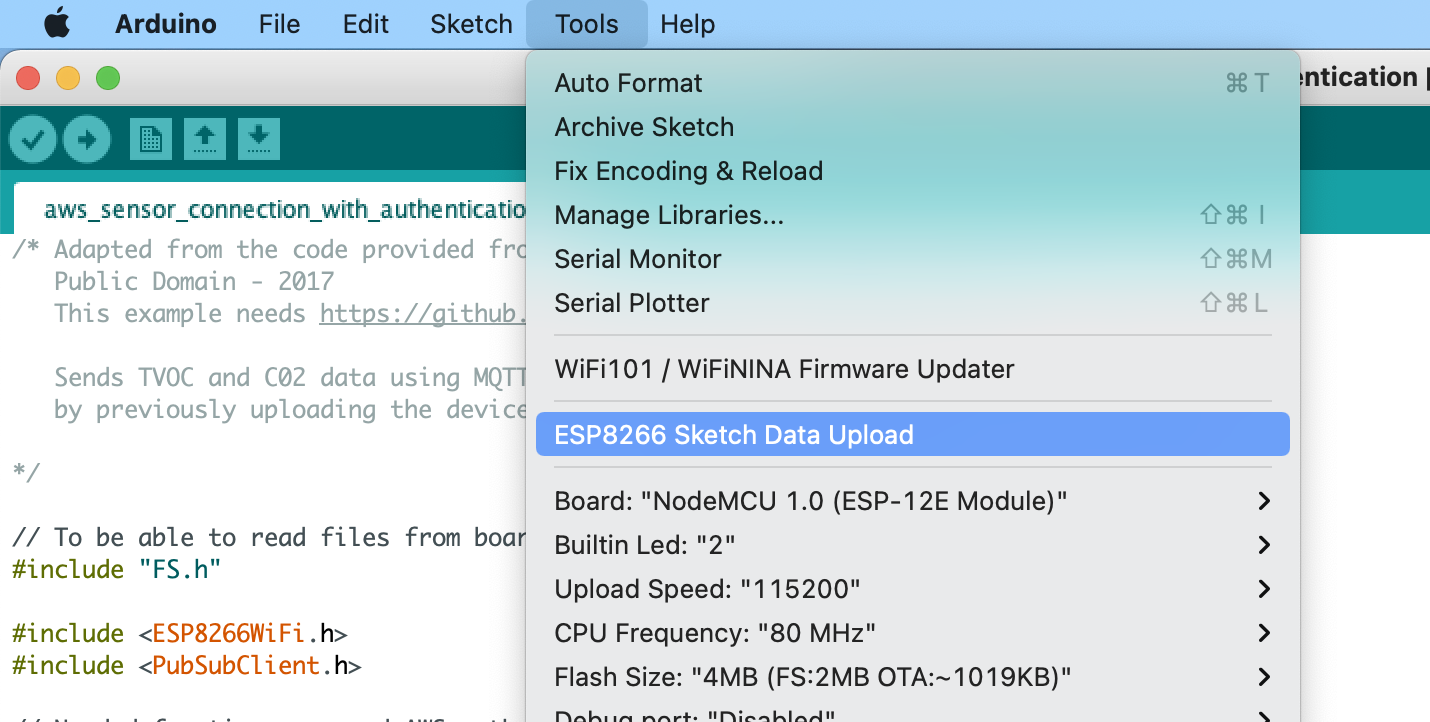 Arduino File Edit Sketch Tools Help
entication
Auto Format ⌘T
Archive Sketch
Fix Encoding & Reload
Manage Libraries... ⇧⌘I
Serial Monitor ⇧⌘M
Serial Plotter ⇧⌘L
WiFi101 / WiFiNINA Firmware Updater
ESP8266 Sketch Data Upload
Board: "NodeMCU 1.0 (ESP-12E Module)"
Builtin Led: "2"
Upload Speed: "115200"
CPU Frequency: "80 MHz"
Flash Size: "4MB (FS:2MB OTA:~1019KB)"
Debug port: "Disabled"
aws_sensor_connection_with_authenticatio
/* Adapted from the code provided fro
Public Domain - 2017
This example needs https://github.
Sends TVOC and C02 data using MQTT
by previously uploading the device
*/
// To be able to read files from boar
#include "FS.h"
#include <ESP8266WiFi.h>
#include <PubSubClient.h>